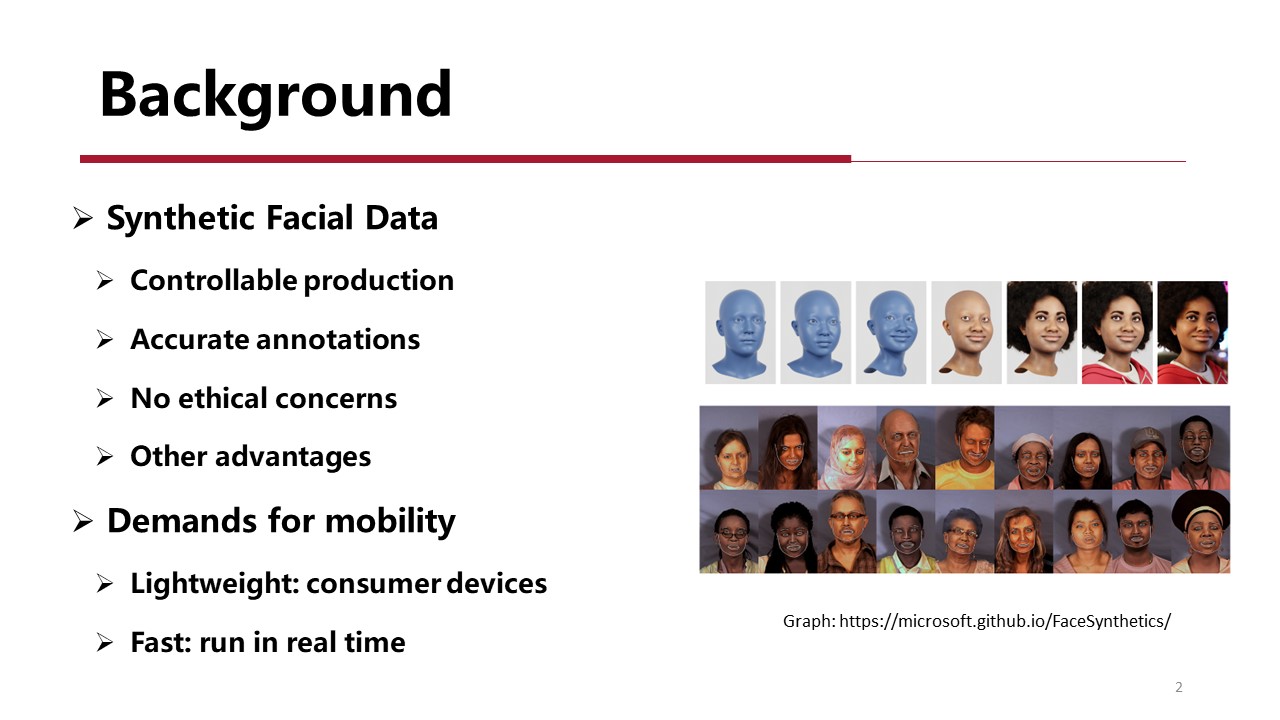 Background
Synthetic Facial Data
Controllable production
Accurate annotations
No ethical concerns
Other advantages
Demands for mobility
Lightweight: consumer devices
Fast: run in real time
Graph: https://microsoft.github.io/FaceSynthetics/
2